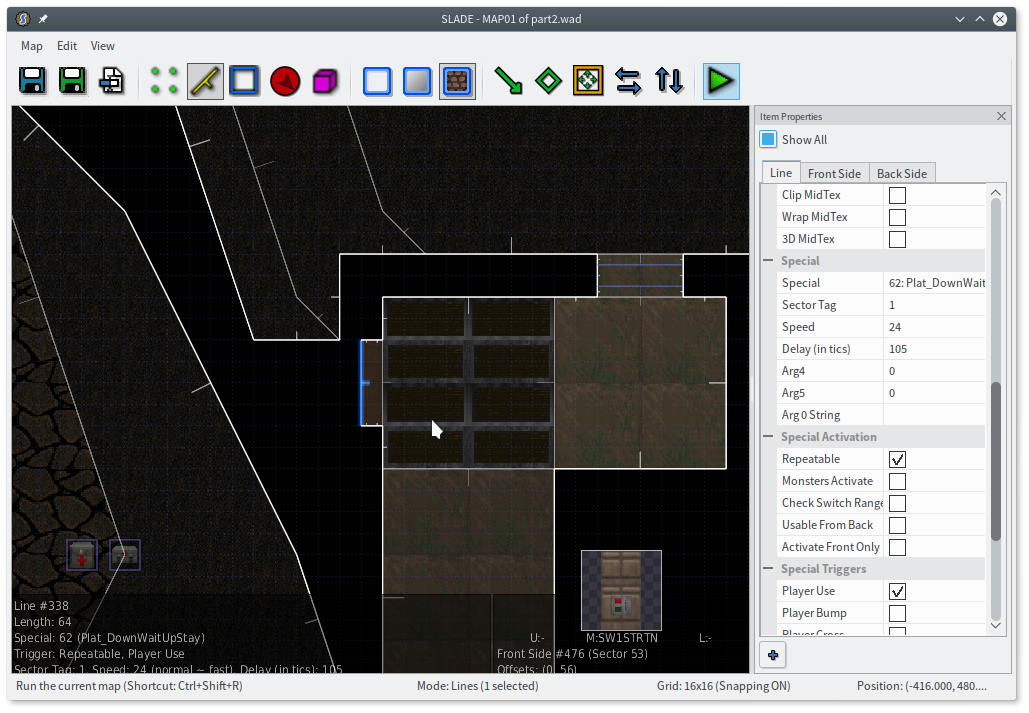 SLADE - MAP01 of part2.wad
Map Edit View
Item Properties
Show All
Line Front Side Back Side
Clip MidTex
Wrap MidTex
3D MidTex
Special
Special 62: Plat_DownWait
Sector Tag 1
Speed 24
Delay (in tics) 105
Arg4 0
Arg5 0
Arg0 String
Special Activation
Repeatable
Monsters Activate
Check Switch Range
Usable From Back
Activate Front Only
Special Triggers
Player Use
Player Bump
Player Cross
Line #338
Length: 64
Special: 62 (Plat_DownWaitUpStay)
Trigger: Repeatable, Player Use
Sector Tag: 1, Speed: 24 (normal ~ fast), Delay (in tics): 105
U:- M:SW1STRTN L:-
Front Side #476 (Sector 53)
Offsets: (0, 56)
Run the current map (Shortcut: Ctrl+Shift+R) Mode: Lines (1 selected) Grid: 16x16 (Snapping ON) Position: (-416.000, 480....